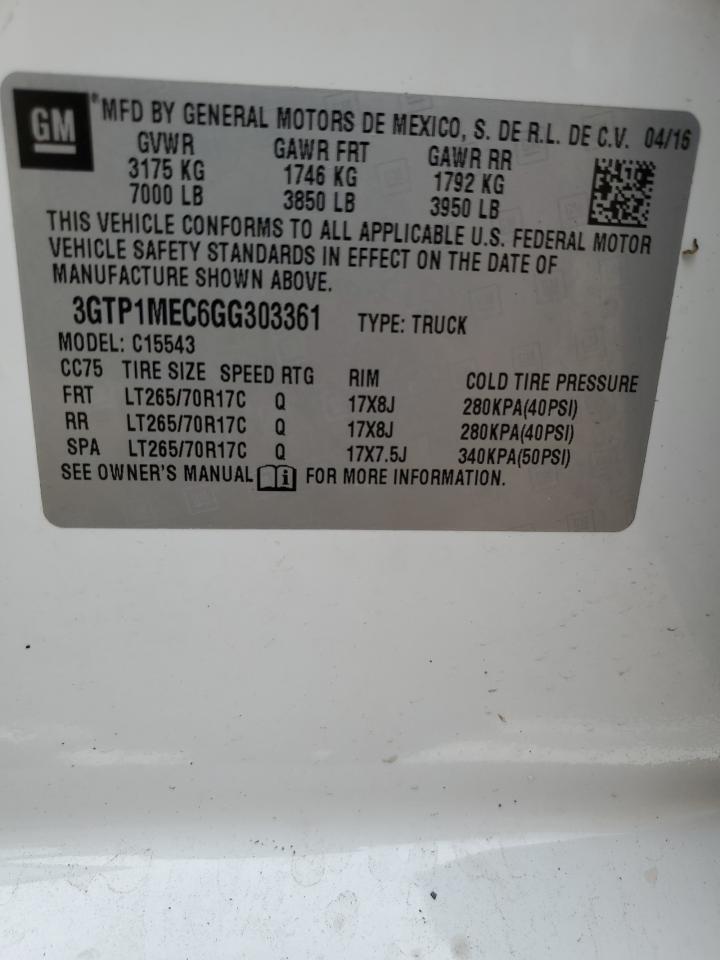 GM
®MFD BY GENERAL MOTORS DE MEXICO, S. DE R.L. DE C.V. 04/16
GVWR GAWR FRT GAWR RR
3175 KG 1746 KG 1792 KG
7000 LB 3850 LB 3950 LB
THIS VEHICLE CONFORMS TO ALL APPLICABLE U.S. FEDERAL MOTOR
VEHICLE SAFETY STANDARDS IN EFFECT ON THE DATE OF
MANUFACTURE SHOWN ABOVE.
3GTP1MEC6GG303361 TYPE: TRUCK
MODEL: C15543
CC75 TIRE SIZE SPEED RTG RIM COLD TIRE PRESSURE
FRT LT265/70R17C Q 17X8J 280KPA(40PSI)
RR LT265/70R17C Q 17X8J 280KPA(40PSI)
SPA LT265/70R17C Q 17X7.5J 340KPA(50PSI)
SEE OWNER'S MANUAL i FOR MORE INFORMATION.